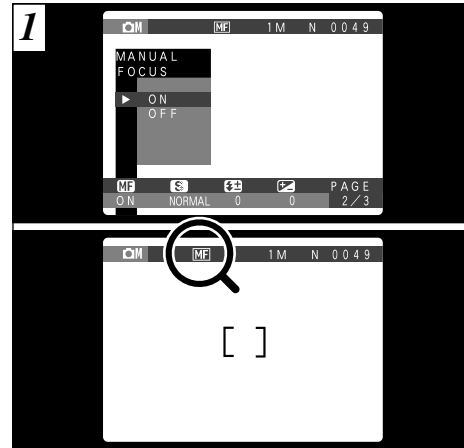 1
M MF 1M N 0049
MANUAL
FOCUS
▶ ON
OFF
MF S PAGE
ON NORMAL 0 0 2/3
M MF 1M N 0049
[ ]